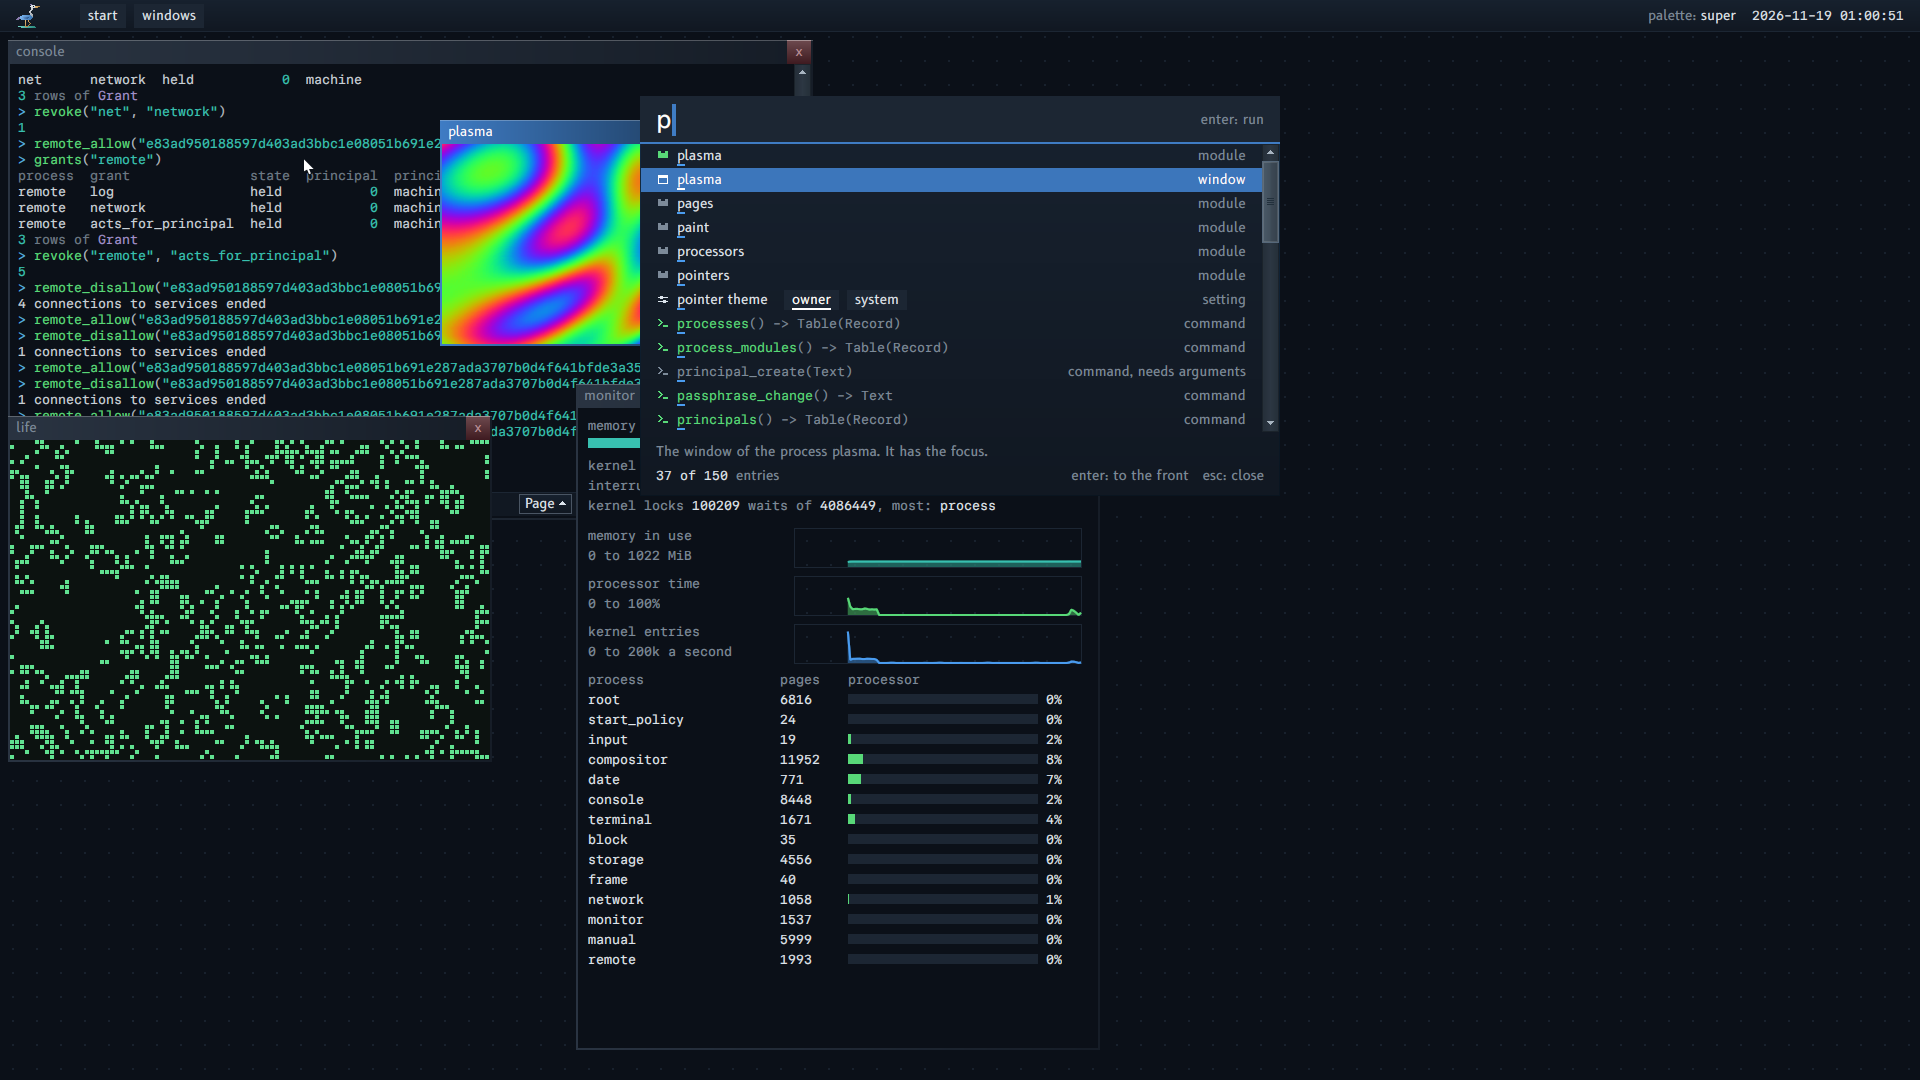 start windows palette: super 2026-11-19 01:00:51
console x
net network held 0 machine
3 rows of Grant
> revoke("net", "network")
1
> remote_allow("e83ad950188597d403ad3bbc1e08051b691e2
> grants("remote")
process grant state principal princi
remote log held 0 machin
remote network held 0 machin
remote acts_for_principal held 0 machin
3 rows of Grant
> revoke("remote", "acts_for_principal")
5
> remote_disallow("e83ad950188597d403ad3bbc1e08051b69
4 connections to services ended
> remote_allow("e83ad950188597d403ad3bbc1e08051b691e2
> remote_disallow("e83ad950188597d403ad3bbc1e08051b69
1 connections to services ended
> remote_allow("e83ad950188597d403ad3bbc1e08051b691e287ada3707b0d4f641bfde3a35
> remote_disallow("e83ad950188597d403ad3bbc1e08051b691e287ada3707b0d4f641bfde3
1 connections to services ended
> remote_allow("e83ad950188597d403ad3bbc1e08051b691e287ada3707b0d4f641
da3707b0d4f
Page
plasma
p enter: run
plasma module
plasma window
pages module
paint module
processors module
pointers module
pointer theme owner system setting
processes() -> Table(Record) command
process_modules() -> Table(Record) command
principal_create(Text) command, needs arguments
passphrase_change() -> Text command
principals() -> Table(Record) command
The window of the process plasma. It has the focus.
37 of 150 entries enter: to the front esc: close
life x
monitor
memory
kernel
interru
kernel locks 100209 waits of 4086449, most: process
memory in use
0 to 1022 MiB
processor time
0 to 100%
kernel entries
0 to 200k a second
process pages processor
root 6816 0%
start_policy 24 0%
input 19 2%
compositor 11952 8%
date 771 7%
console 8448 2%
terminal 1671 4%
block 35 0%
storage 4556 0%
frame 40 0%
network 1058 1%
monitor 1537 0%
manual 5999 0%
remote 1993 0%